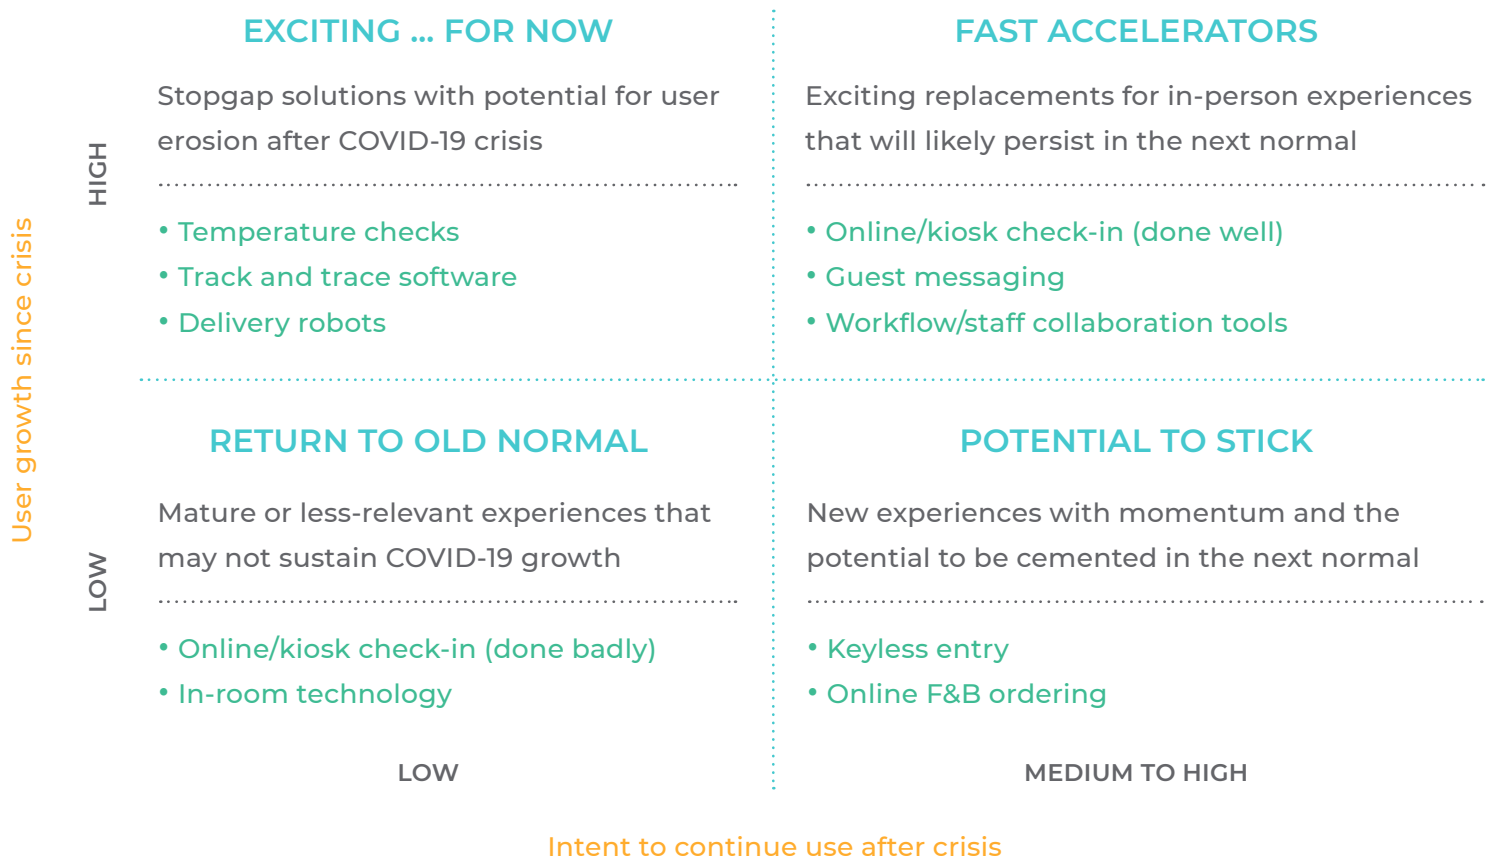 EXCITING ... FOR NOW
Stopgap solutions with potential for user
erosion after COVID-19 crisis
• Temperature checks
• Track and trace software
• Delivery robots
FAST ACCELERATORS
Exciting replacements for in-person experiences
that will likely persist in the next normal
• Online/kiosk check-in (done well)
• Guest messaging
• Workflow/staff collaboration tools
HIGH
User growth since crisis
LOW
RETURN TO OLD NORMAL
Mature or less-relevant experiences that
may not sustain COVID-19 growth
• Online/kiosk check-in (done badly)
• In-room technology
POTENTIAL TO STICK
New experiences with momentum and the
potential to be cemented in the next normal
• Keyless entry
• Online F&B ordering
LOW
MEDIUM TO HIGH
Intent to continue use after crisis